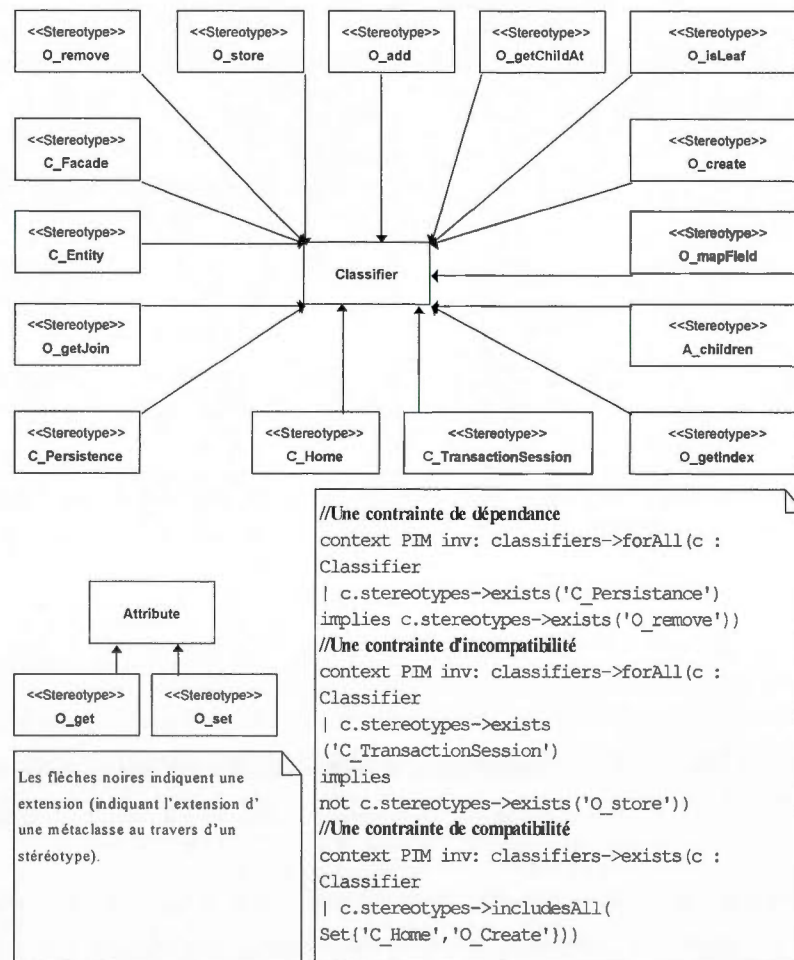 <<Stereotype>>
O_remove
<<Stereotype>>
O_store
<<Stereotype>>
O_add
<<Stereotype>>
O_getChildAt
<<Stereotype>>
O_isLeaf
<<Stereotype>>
C_Facade
<<Stereotype>>
O_create
<<Stereotype>>
C_Entity
Classifier
<<Stereotype>>
O_mapField
<<Stereotype>>
O_getJoin
<<Stereotype>>
A_children
<<Stereotype>>
C_Persistence
<<Stereotype>>
C_Home
<<Stereotype>>
C_TransactionSession
<<Stereotype>>
O_getIndex
Attribute
<<Stereotype>>
O_get
<<Stereotype>>
O_set
Les flèches noires indiquent une
extension (indiquant l'extension d'
une métaclasse au travers d'un
stéréotype).
//Une contrainte de dépendance
context PIM inv: classifiers->forAll(c :
Classifier
| c.stereotypes->exists('C_Persistance')
implies c.stereotypes->exists('O_remove'))
//Une contrainte d'incompatibilité
context PIM inv: classifiers->forAll(c :
Classifier
| c.stereotypes->exists
('C_TransactionSession')
implies
not c.stereotypes->exists('O_store'))
//Une contrainte de compatibilité
context PIM inv: classifiers->exists(c :
Classifier
| c.stereotypes->includesAll(
Set{'C_Home','O_Create'}))